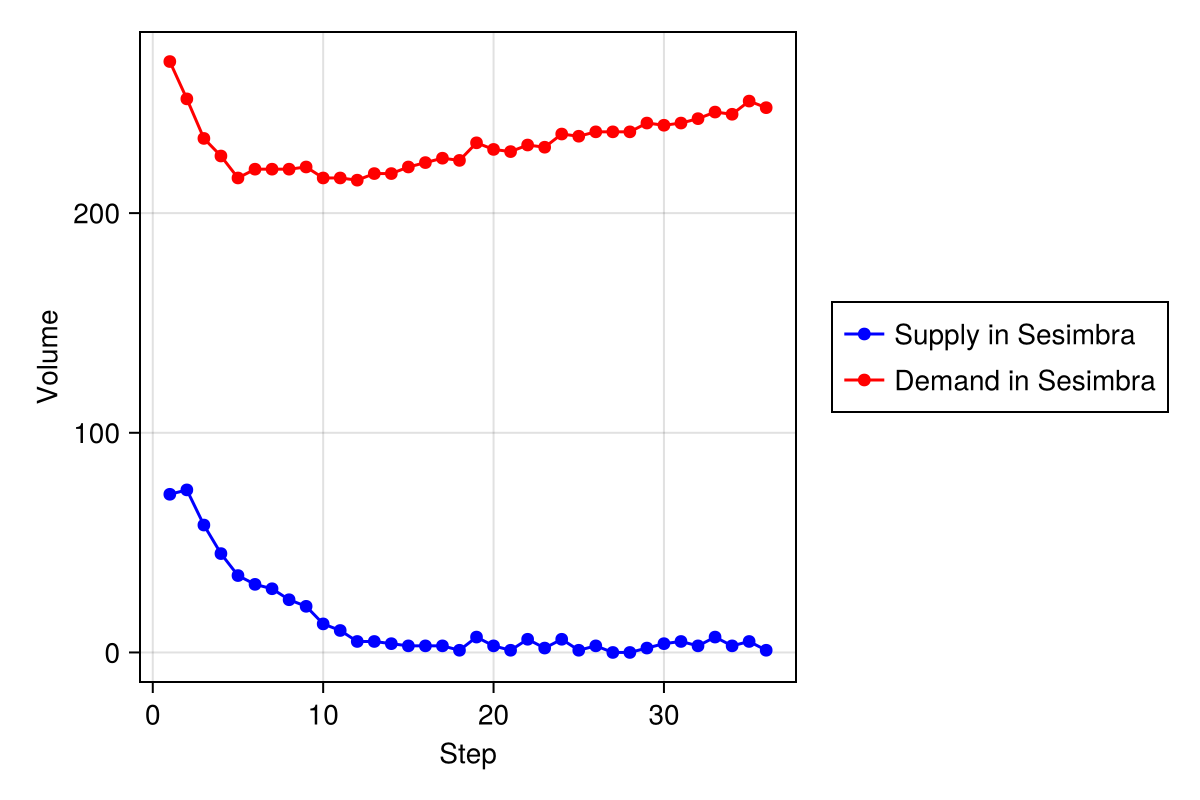 200
100
0
Volume
0 10 20 30
Step
Supply in Sesimbra
Demand in Sesimbra